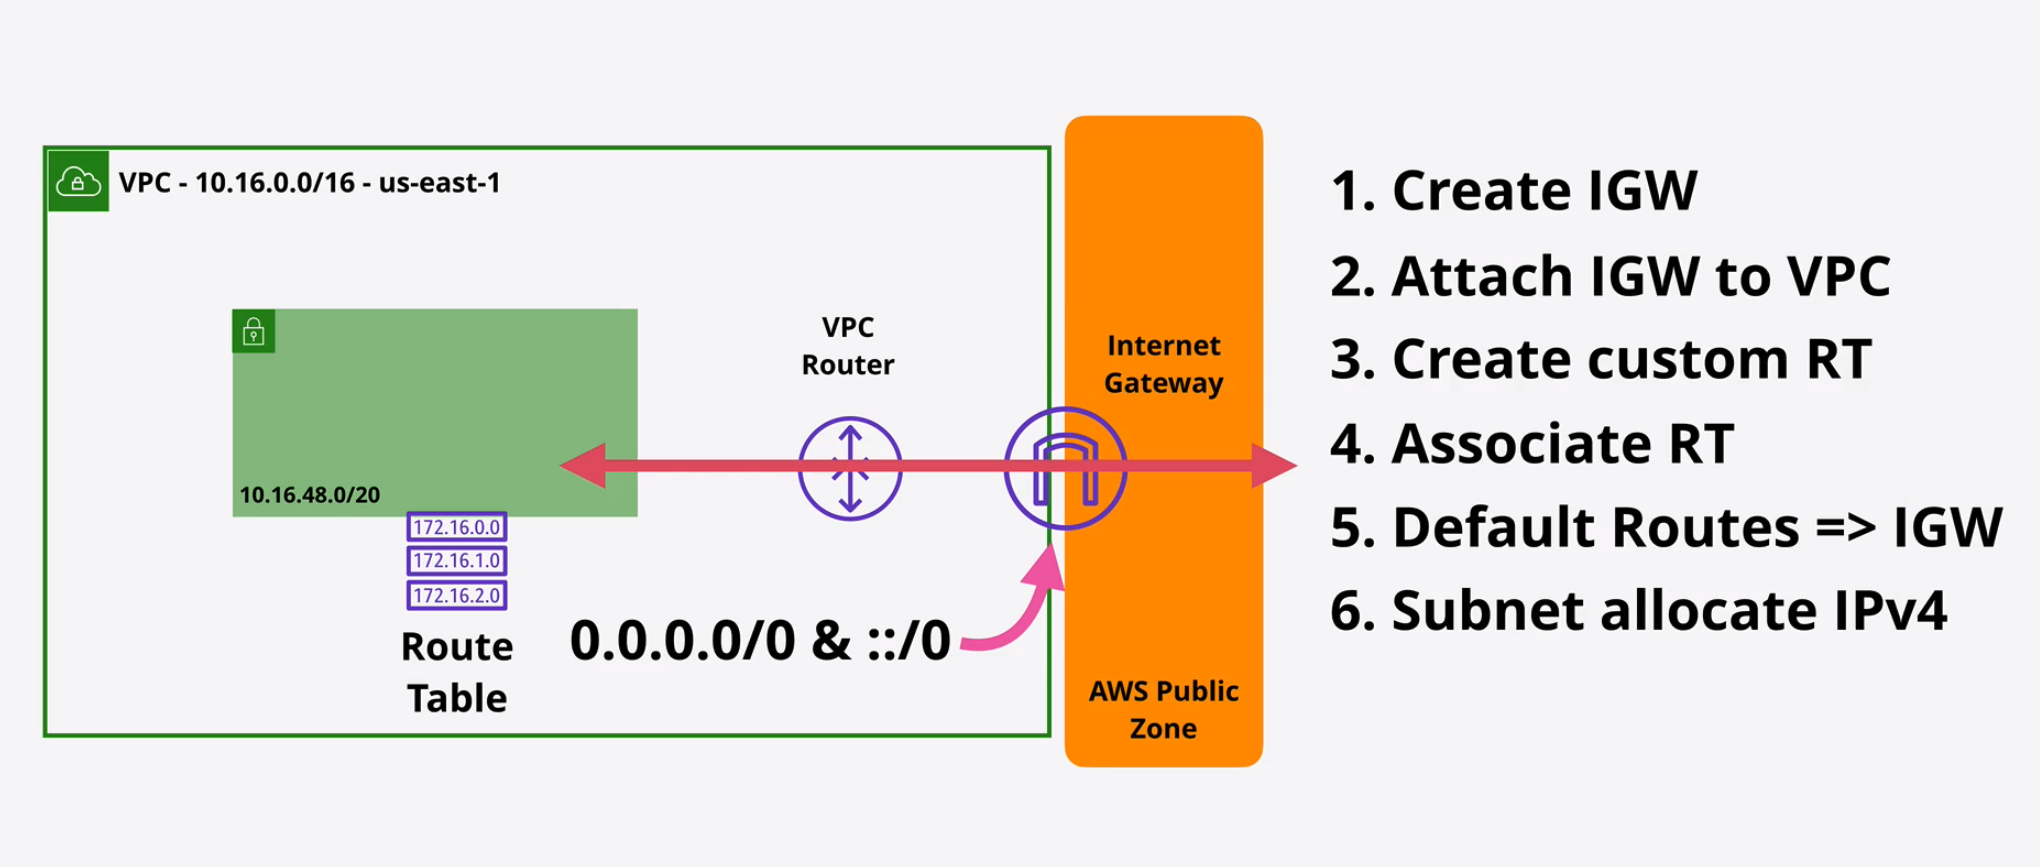 VPC - 10.16.0.0/16 - us-east-1
10.16.48.0/20
172.16.0.0
172.16.1.0
172.16.2.0
Route
Table
VPC
Router
0.0.0.0/0 & ::/0
Internet
Gateway
AWS Public
Zone
1. Create IGW
2. Attach IGW to VPC
3. Create custom RT
4. Associate RT
5. Default Routes => IGW
6. Subnet allocate IPv4